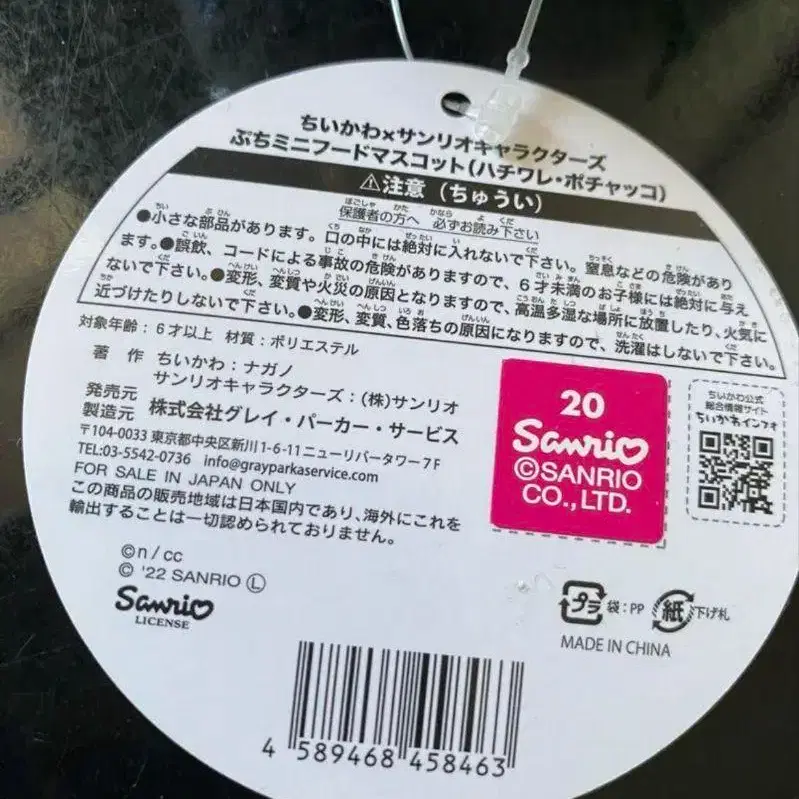 ちいかわ×サンリオキャラクターズ
ぷちミニフードマスコット(ハチワレ・ポチャッコ)
⚠注意(ちゅうい)
保護者の方へ 必ずお読み下さい
●小さな部品があります。口の中には絶対に入れないで下さい。窒息などの危険があり
ます。●誤飲、コードによる事故の危険がありますので、6才未満のお子様には絶対に与え
ないで下さい。●変形、変質や火災の原因となりますので、高温多湿な場所に放置したり、火気に
近づけたりしないで下さい。●変形、変質、色落ちの原因になりますので、洗濯はしないで下さい。
対象年齢:6才以上 材質:ポリエステル
著 作 ちいかわ:ナガノ
サンリオキャラクターズ:(株)サンリオ
発売元
製造元 株式会社グレイ・パーカー・サービス
〒104-0033 東京都中央区新川1-6-11ニューリバータワー7F
TEL:03-5542-0736 info@grayparkaservice.com
FOR SALE IN JAPAN ONLY
この商品の販売地域は日本国内であり、海外にこれを
輸出することは一切認められておりません。
©n / cc
© '22 SANRIO Ⓛ
Sanrio
LICENSE
20
Sanrio
©SANRIO
CO., LTD.
ちいかわ公式
総合情報サイト
ちいかわインフォ
プラ 袋:PP 紙 下げ札
MADE IN CHINA
4 589468 458463